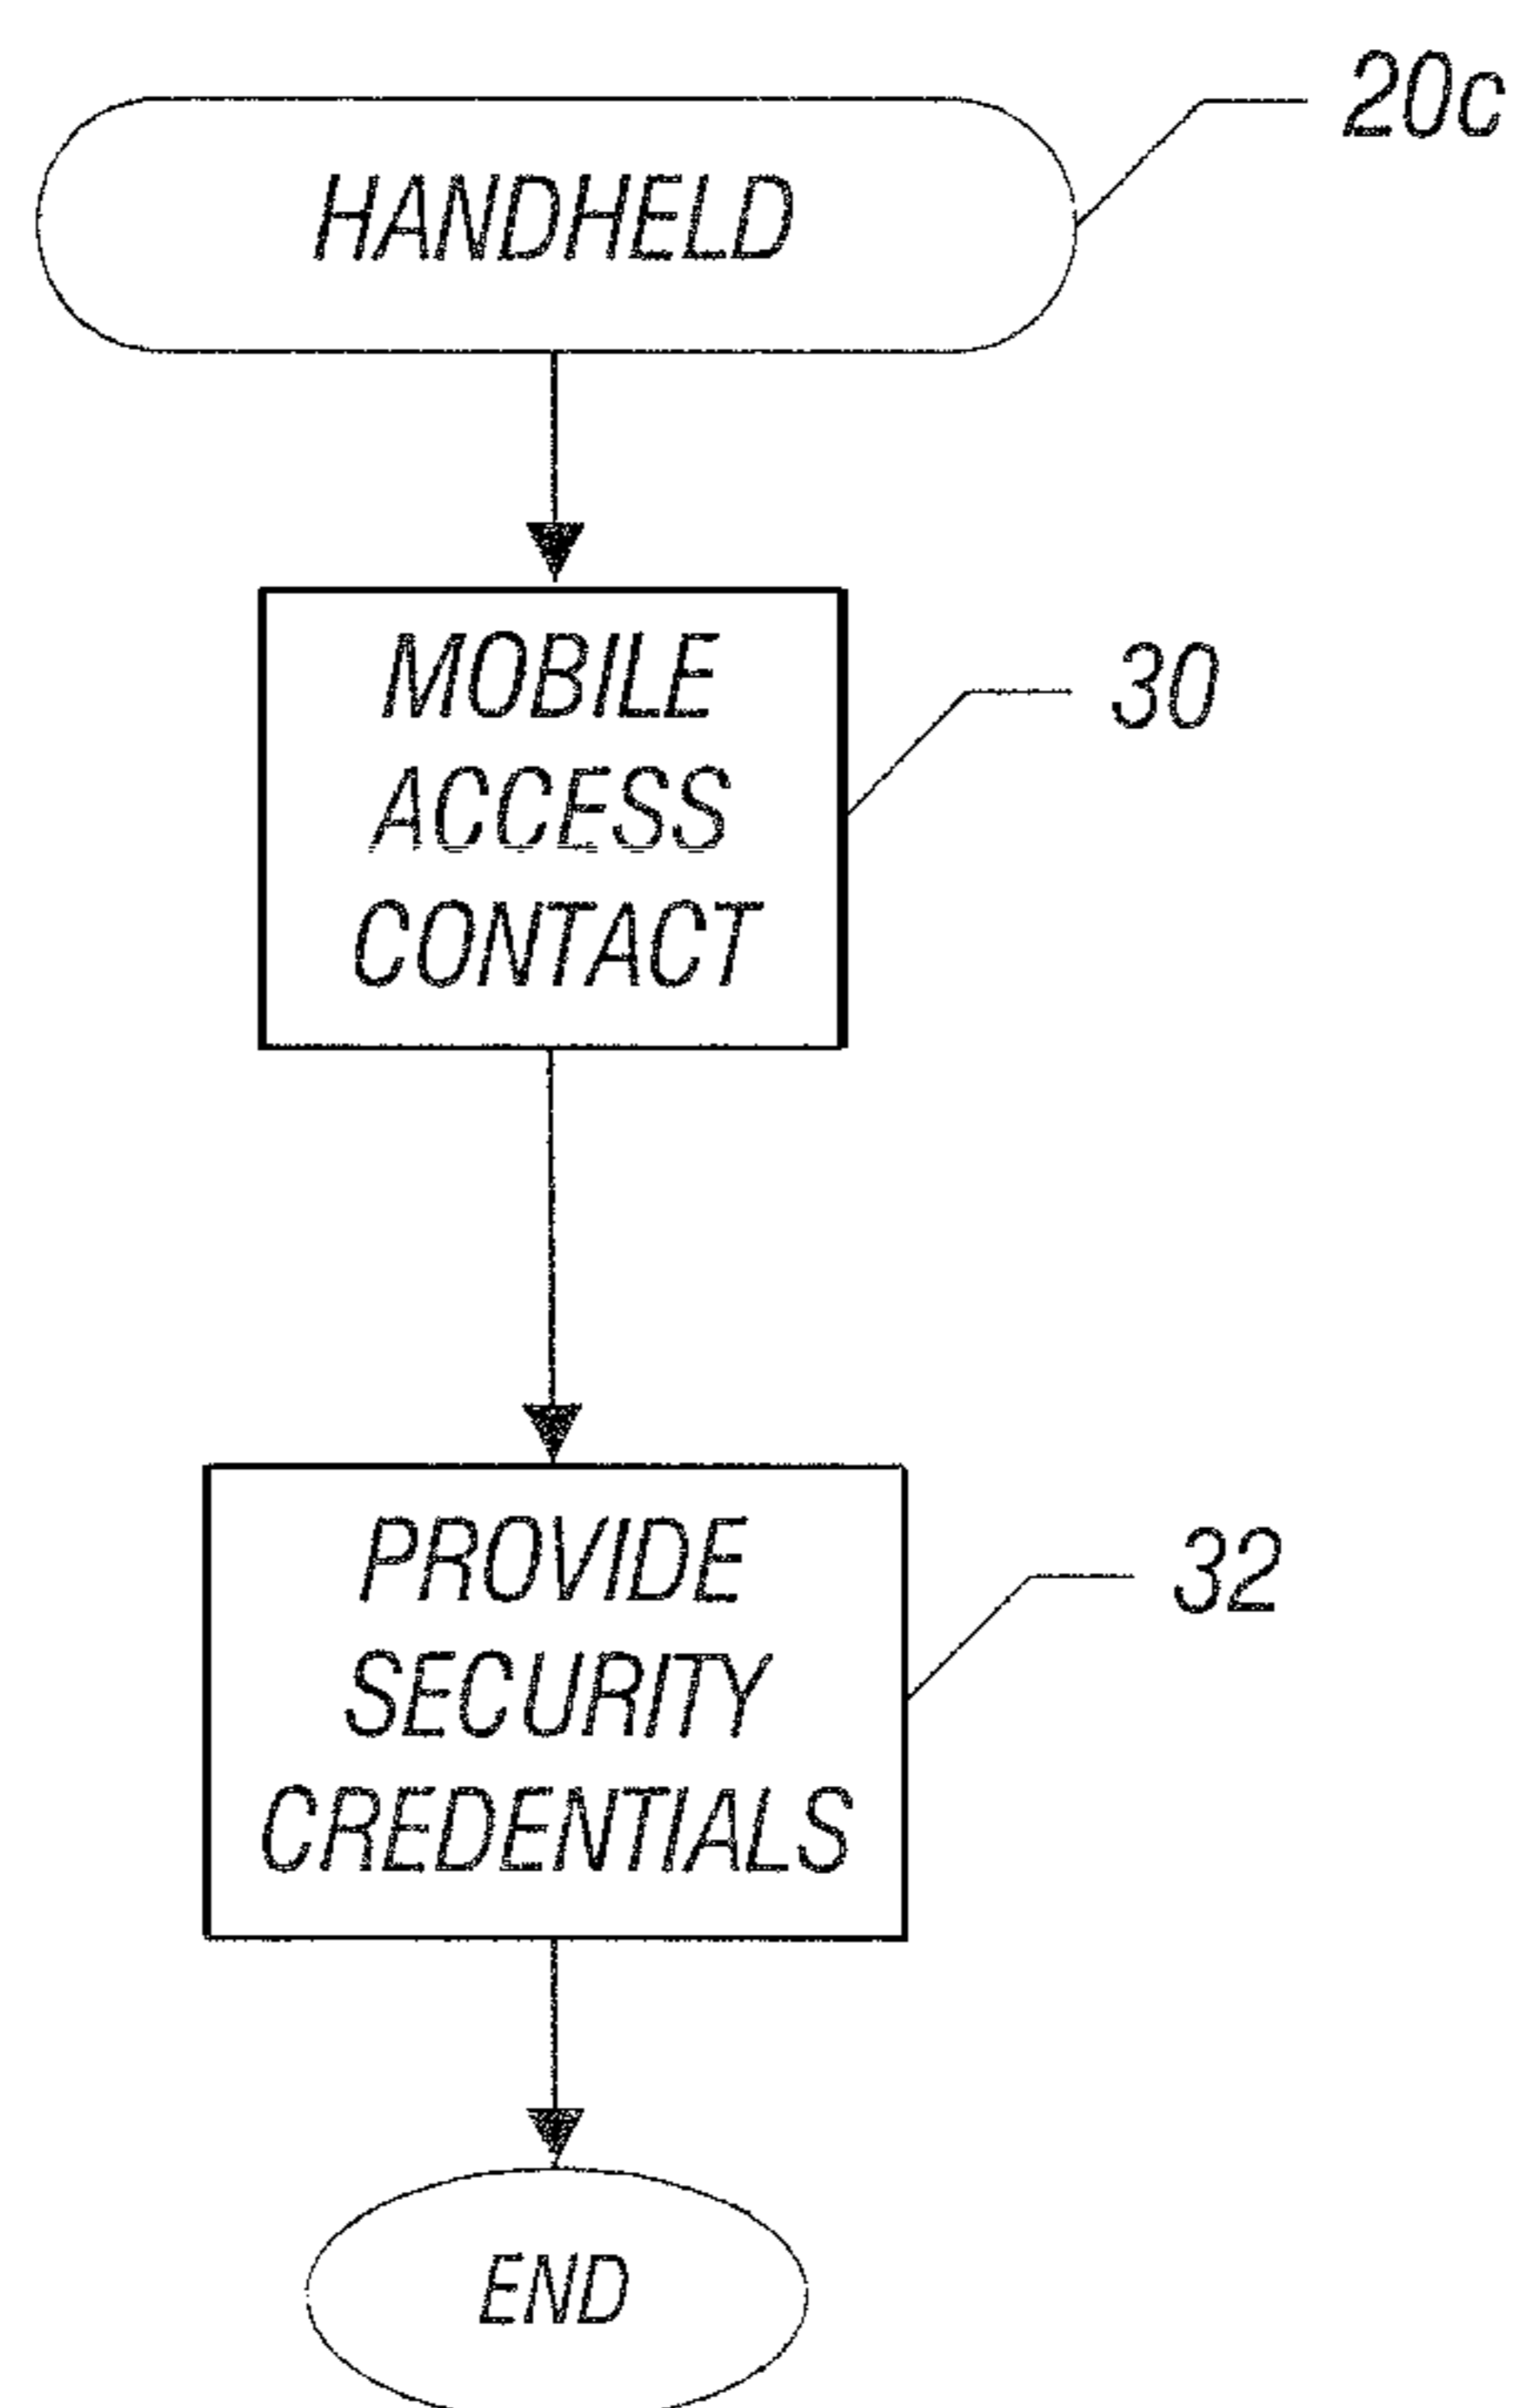 20c
HANDHELD
MOBILE
ACCESS
CONTACT
30
PROVIDE
SECURITY
CREDENTIALS
32
END